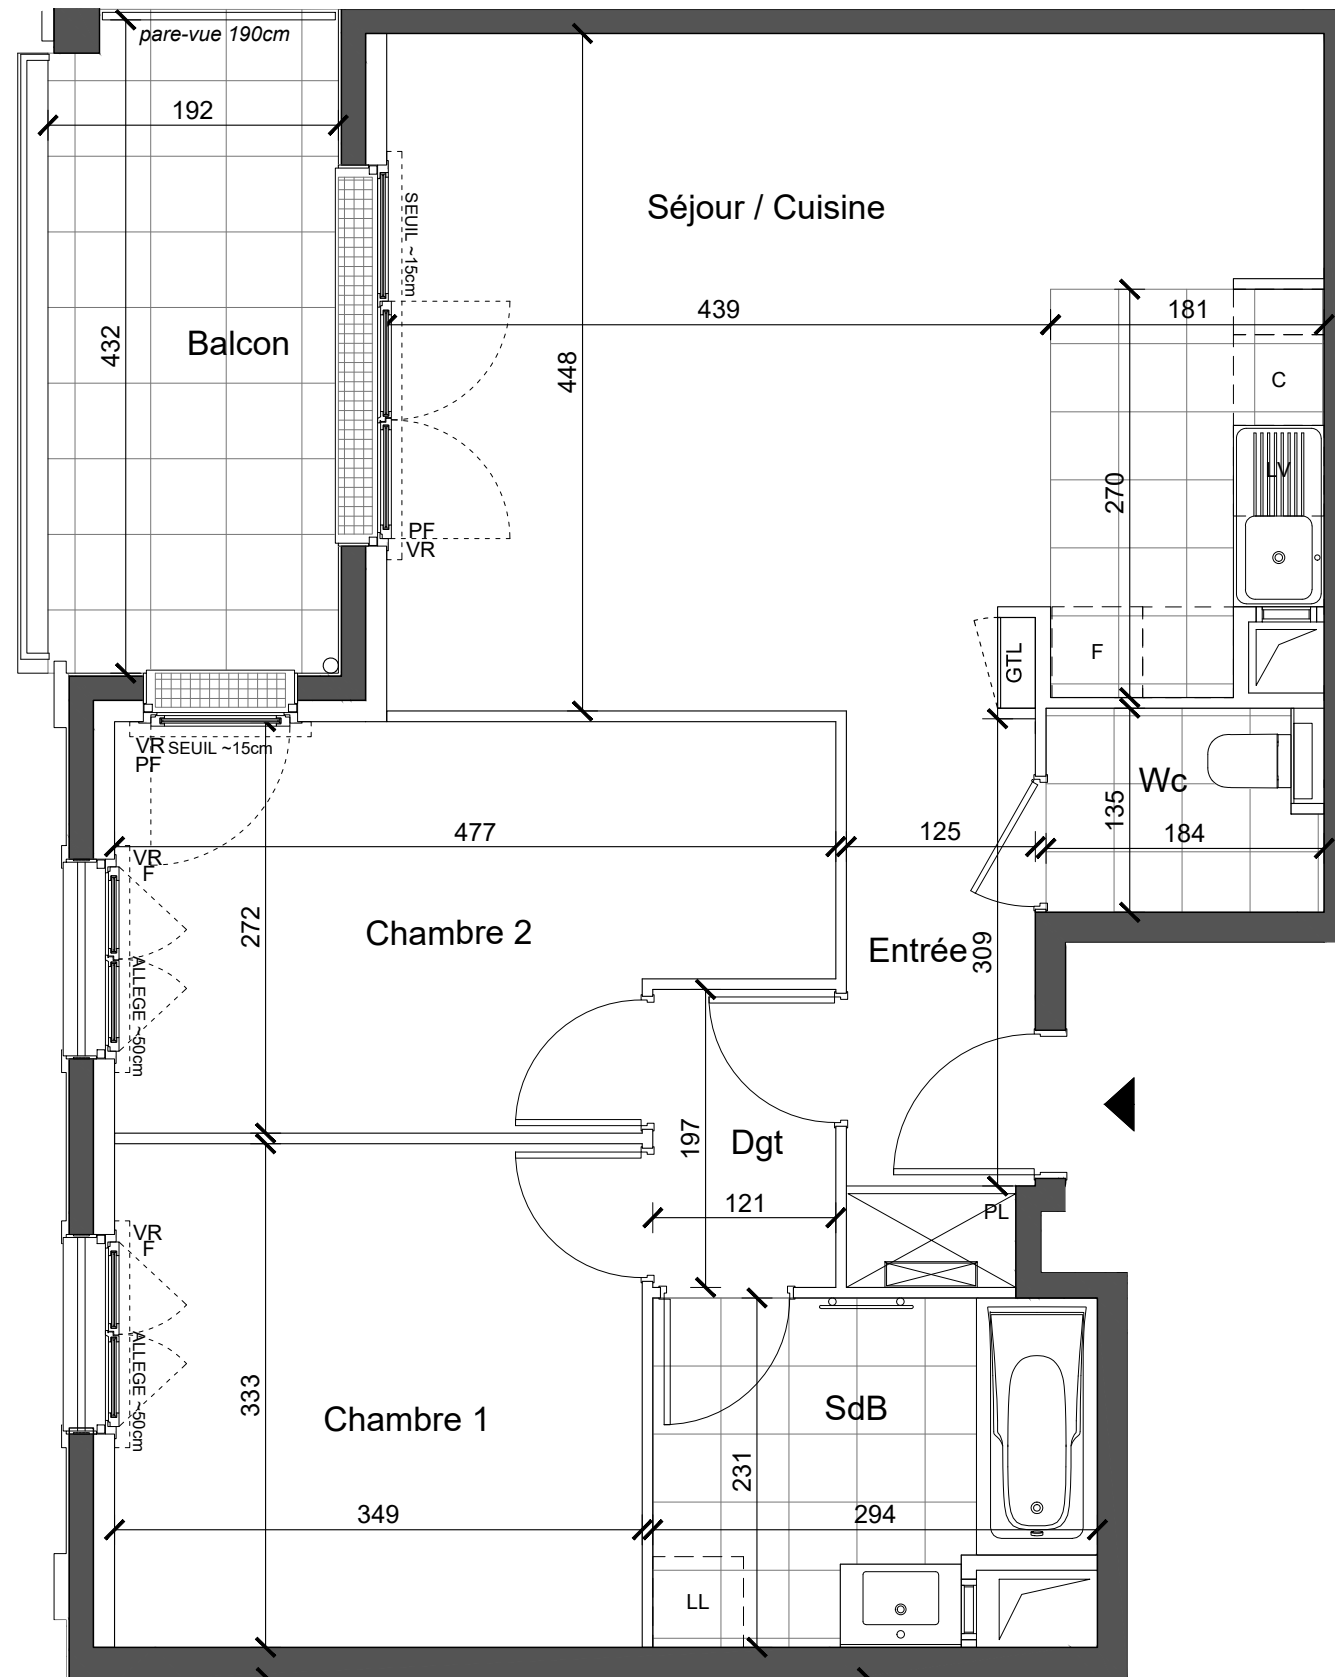 pare-vue 190cm
192
Séjour / Cuisine
SEUIL ~15cm
439
181
432
Balcon
448
C
LV
270
PF
VR
GTL
F
VR
PF
SEUIL ~15cm
Wc
135
477
125
184
VR
F
272
Chambre 2
Entrée
309
ALLEGE ~50cm
197
Dgt
121
PL
VR
F
ALLEGE ~50cm
333
Chambre 1
SdB
231
349
294
LL